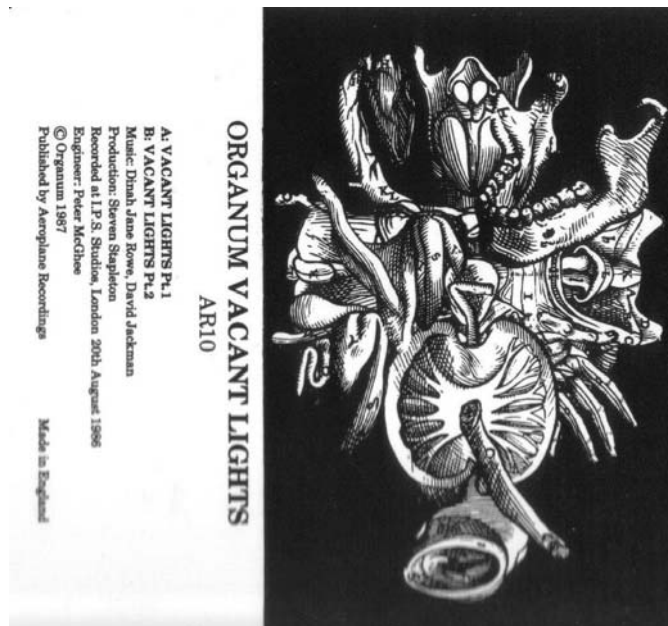 ORGANUM VACANT LIGHTS
AR10
A: VACANT LIGHTS Pt.1
B: VACANT LIGHTS Pt.2
Music: Dinah Jane Rowe, David Jackman
Production: Steven Stapleton
Recorded at I.P.S. Studios, London 20th August 1986
Engineer: Peter McGhee
© Organum 1987
Published by Aeroplane Recordings Made in England